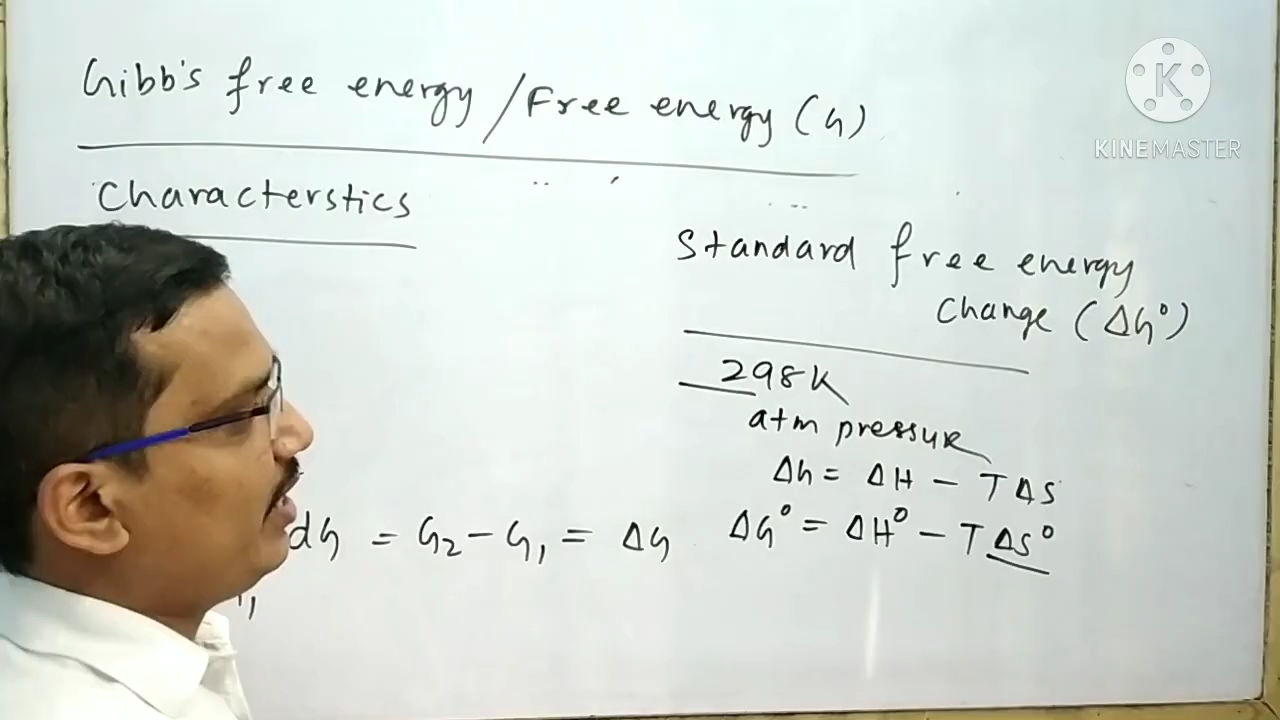 Gibb's free energy / Free energy (G)
Characterstics
Standard free energy
Change (ΔG°)
298K
atm pressure
ΔG = ΔH - TΔS
dG = G₂ - G₁ = ΔG
ΔG° = ΔH° - TΔS°
K
KINEMASTER